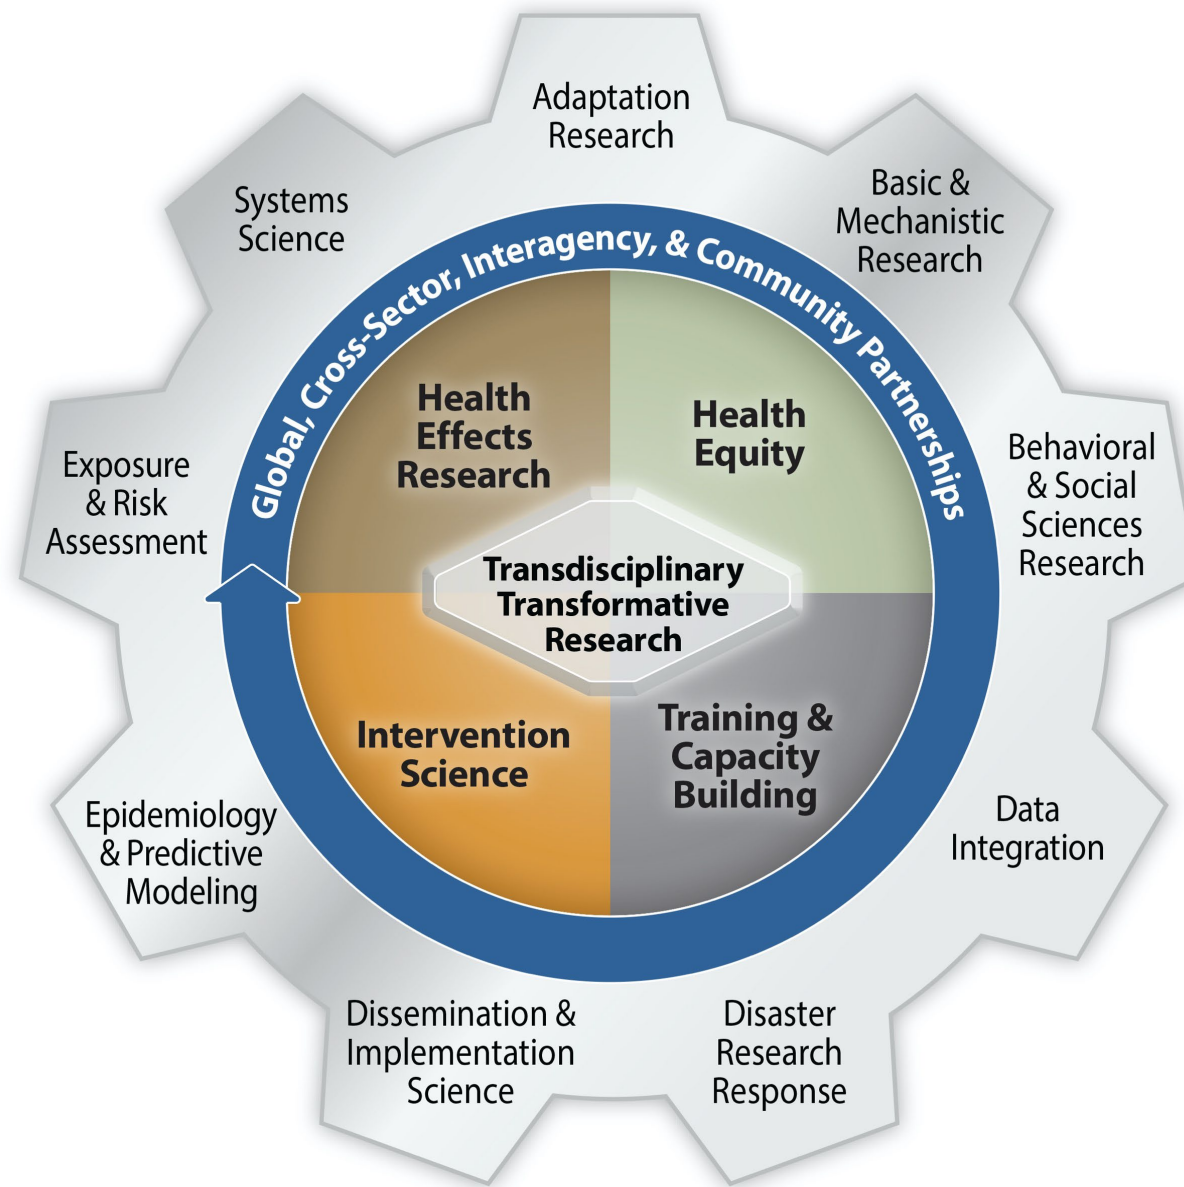 Adaptation
Research
Basic &
Mechanistic
Research
Behavioral
& Social
Sciences
Research
Data
Integration
Disaster
Research
Response
Dissemination &
Implementation
Science
Epidemiology
& Predictive
Modeling
Exposure
& Risk
Assessment
Systems
Science
Global, Cross-Sector, Interagency, & Community Partnerships
Health
Effects
Research
Health
Equity
Transdisciplinary
Transformative
Research
Intervention
Science
Training &
Capacity
Building